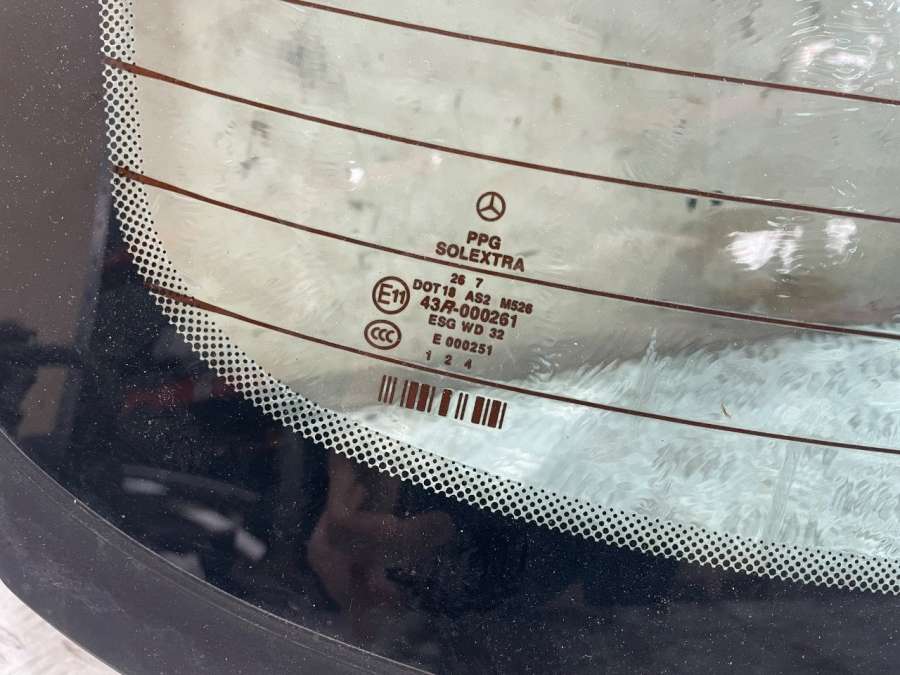 PPG
SOLEXTRA
26 7
DOT18 AS2 M526
E11
43R-000261
ESG WD 32
CCC
E 000251
1 2 4